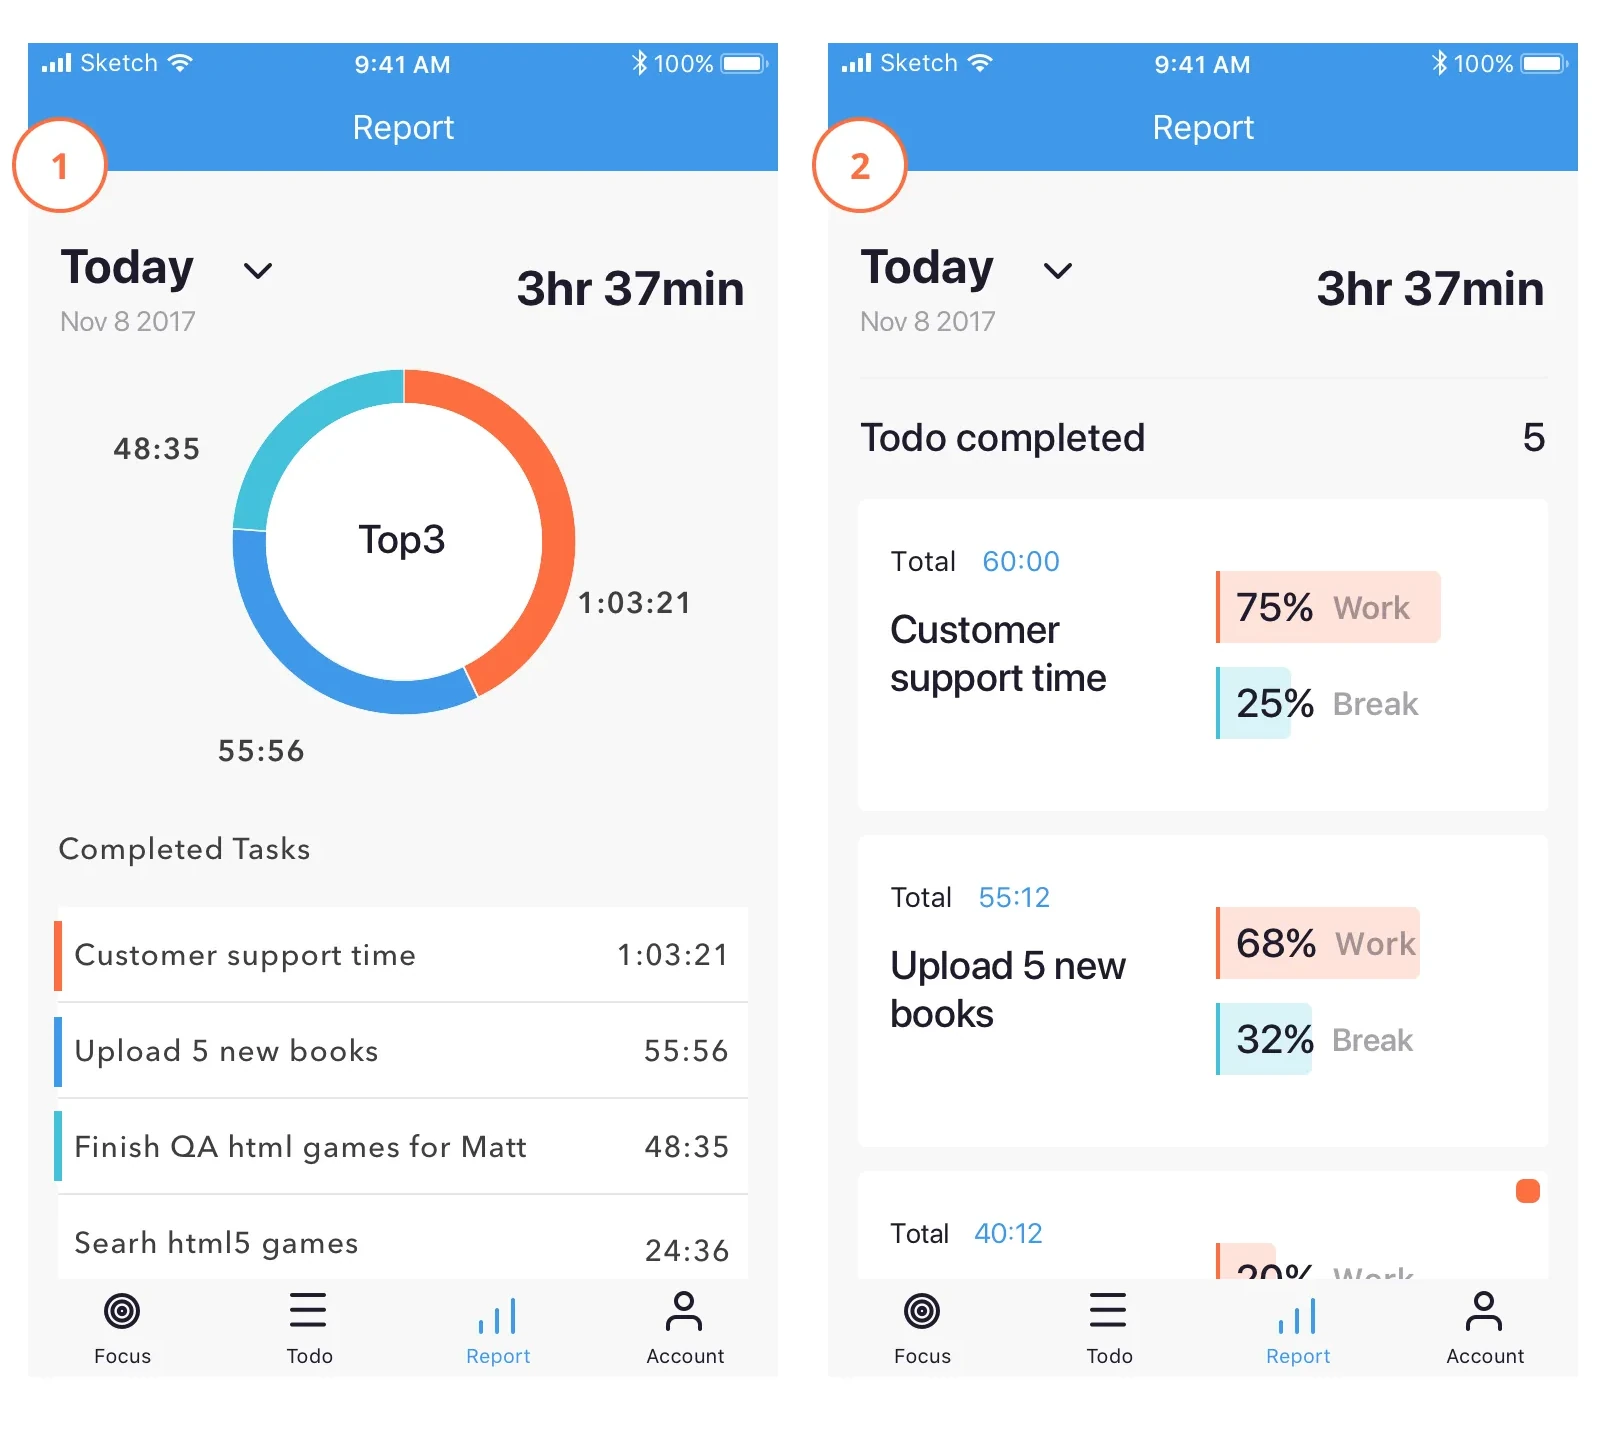 Sketch 9:41 AM 100%
Report
1
Today 3hr 37min
Nov 8 2017
48:35
Top3
1:03:21
55:56
Completed Tasks
Customer support time 1:03:21
Upload 5 new books 55:56
Finish QA html games for Matt 48:35
Searh html5 games 24:36
Focus Todo Report Account
Sketch 9:41 AM 100%
Report
2
Today 3hr 37min
Nov 8 2017
Todo completed 5
Total 60:00
Customer
support time
75% Work
25% Break
Total 55:12
Upload 5 new
books
68% Work
32% Break
Total 40:12
20% Work
Focus Todo Report Account